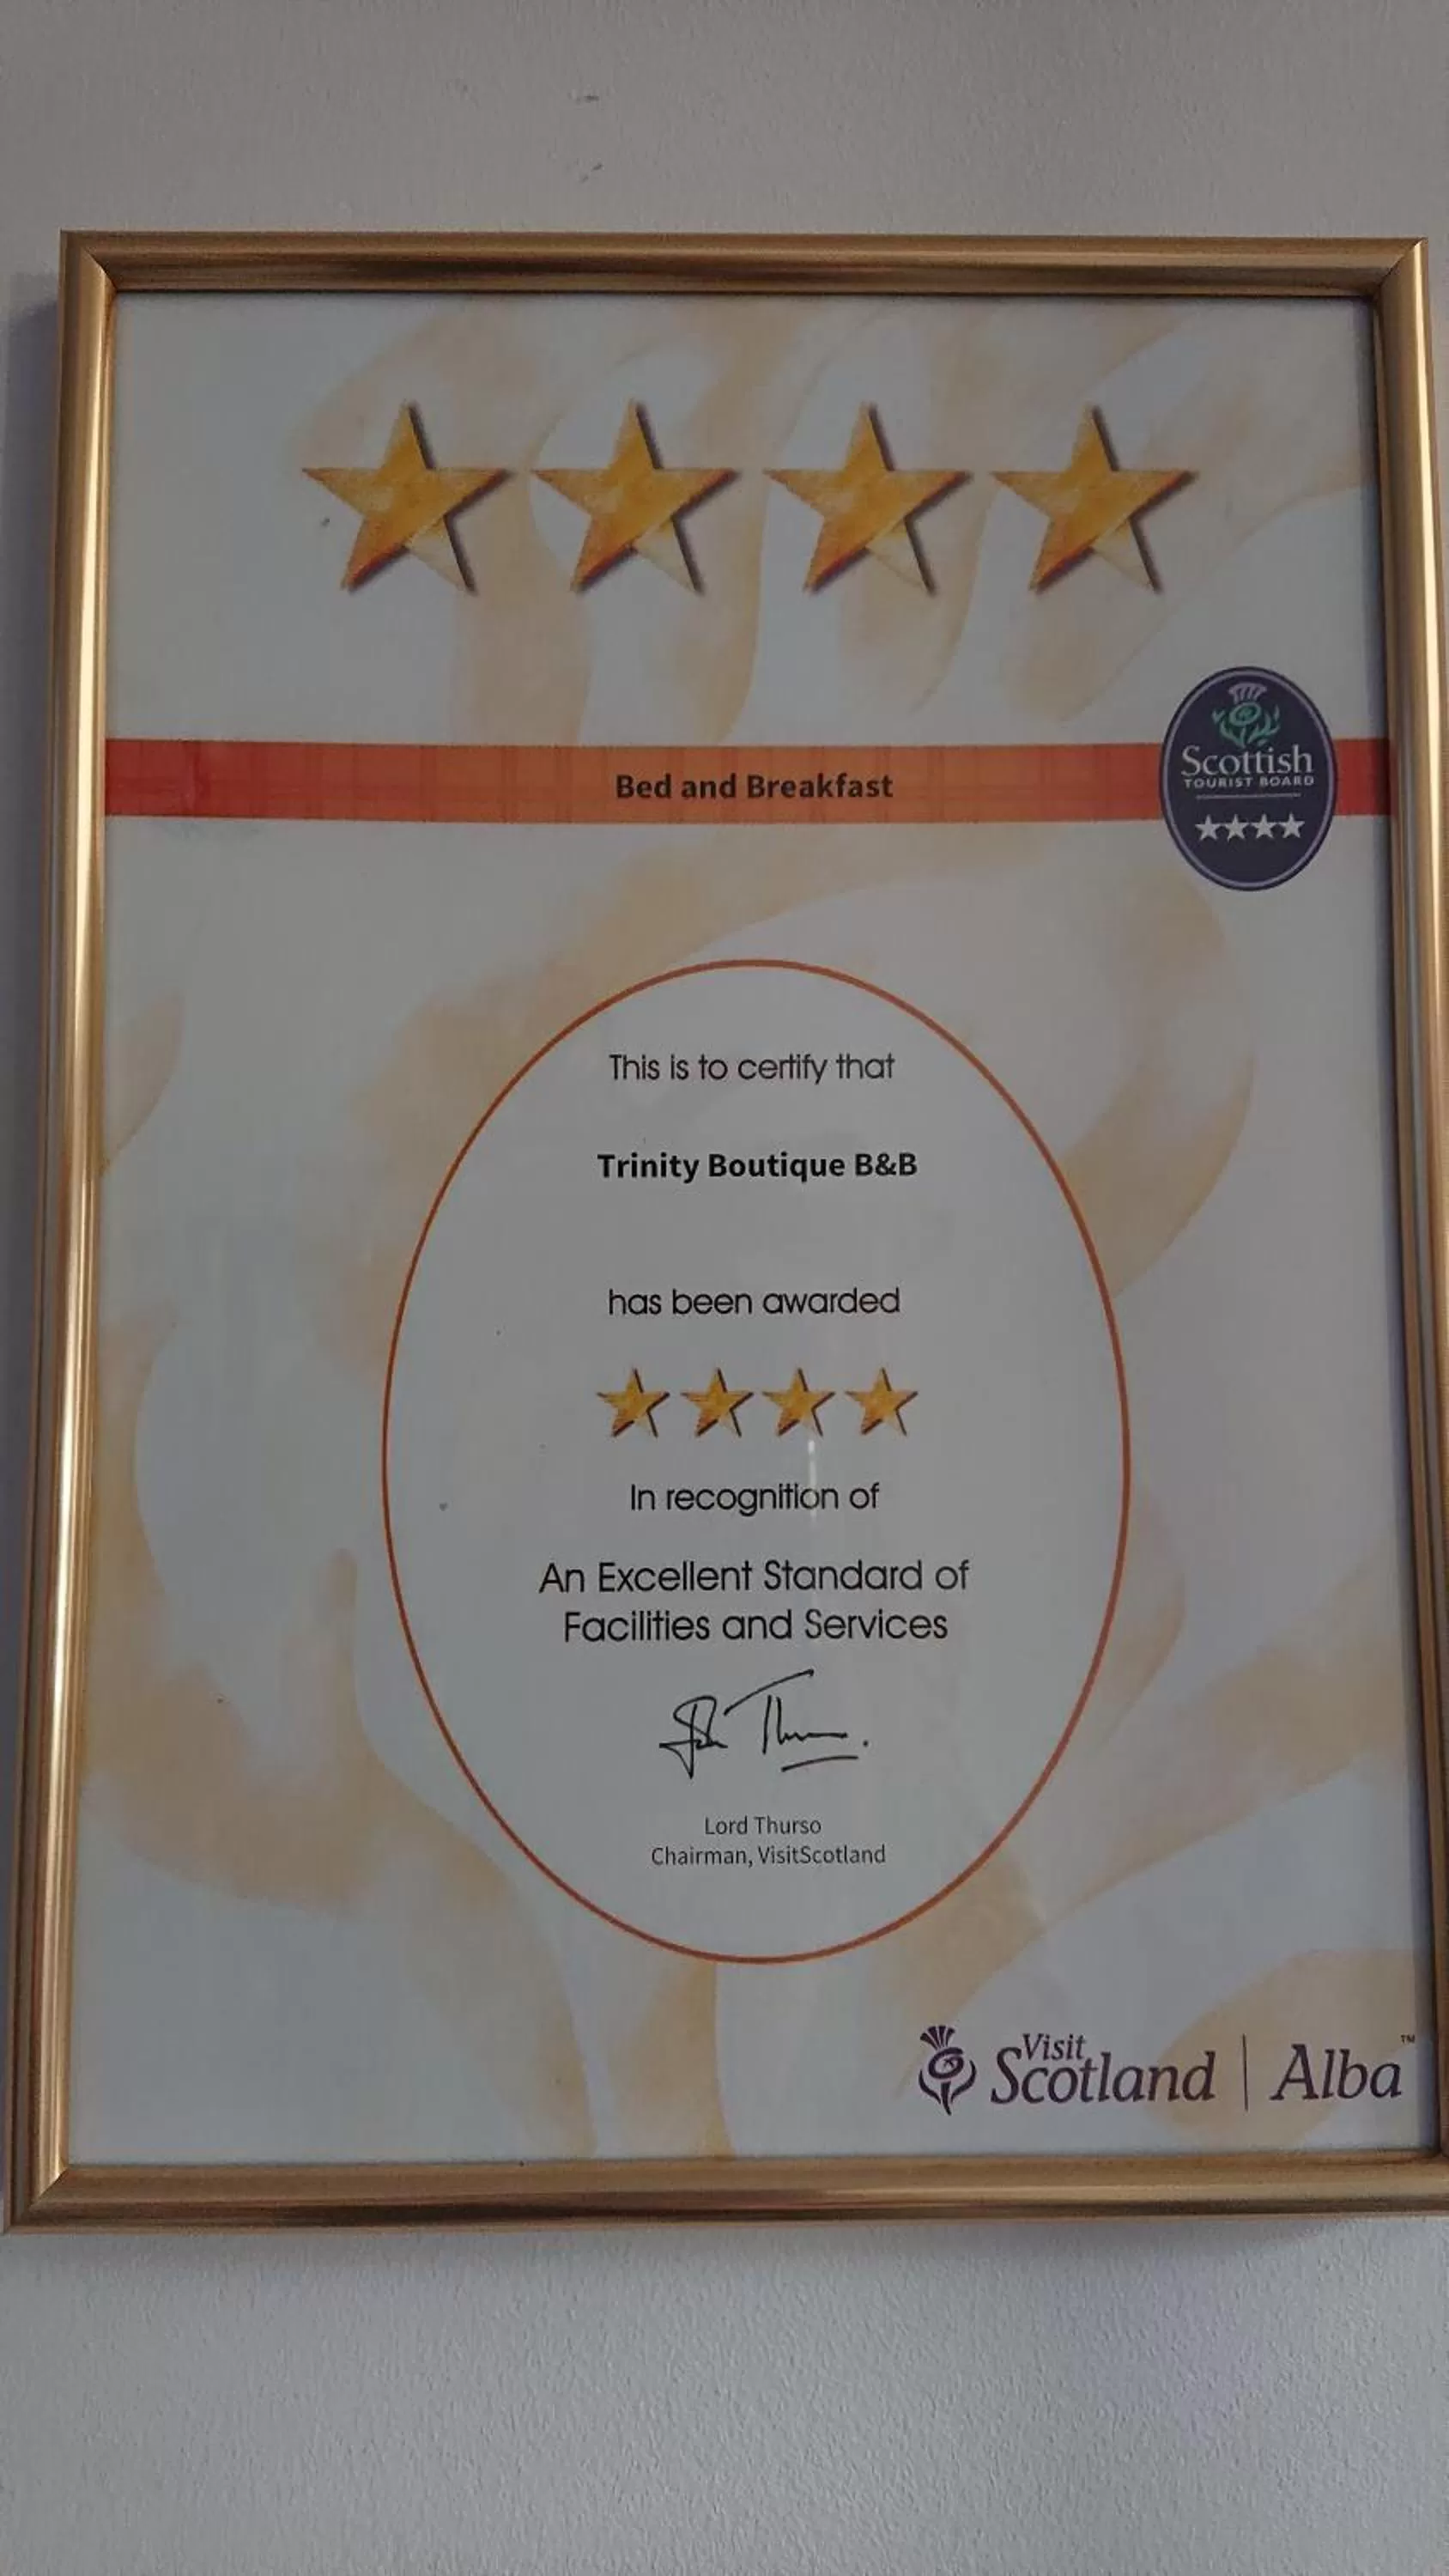 Bed and Breakfast
Scottish
TOURIST BOARD
This is to certify that
Trinity Boutique B&B
has been awarded
In recognition of
An Excellent Standard of
Facilities and Services
Lord Thurso
Chairman, VisitScotland
Visit
Scotland | Alba™